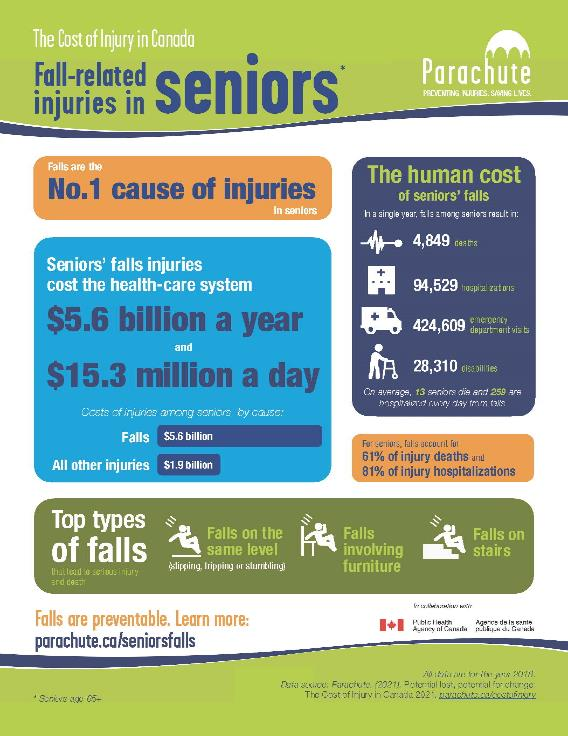 The Cost of Injury in Canada
Fall-related
injuries in seniors*
Parachute
PREVENTING INJURIES. SAVING LIVES.
Falls are the
No.1 cause of injuries
in seniors
Seniors' falls injuries
cost the health-care system
$5.6 billion a year
and
$15.3 million a day
Costs of injuries among seniors by cause:
Falls $5.6 billion
All other injuries $1.9 billion
The human cost
of seniors' falls
In a single year, falls among seniors result in:
4,849 deaths
94,529 hospitalizations
424,609 emergency
department visits
28,310 disabilities
On average, 13 seniors die and 259 are
hospitalized every day from falls
For seniors, falls account for
61% of injury deaths and
81% of injury hospitalizations
Top types
of falls
that lead to serious injury
and death
Falls on the
same level
(slipping, tripping or stumbling)
Falls
involving
furniture
Falls on
stairs
Falls are preventable. Learn more:
parachute.ca/seniorsfalls
In collaboration with
Public Health
Agency of Canada
Agence de la santé
publique du Canada
All data are for the year 2018.
Data source: Parachute. (2021). Potential lost, potential for change:
The Cost of Injury in Canada 2021. parachute.ca/costofinjury
* Seniors age 65+